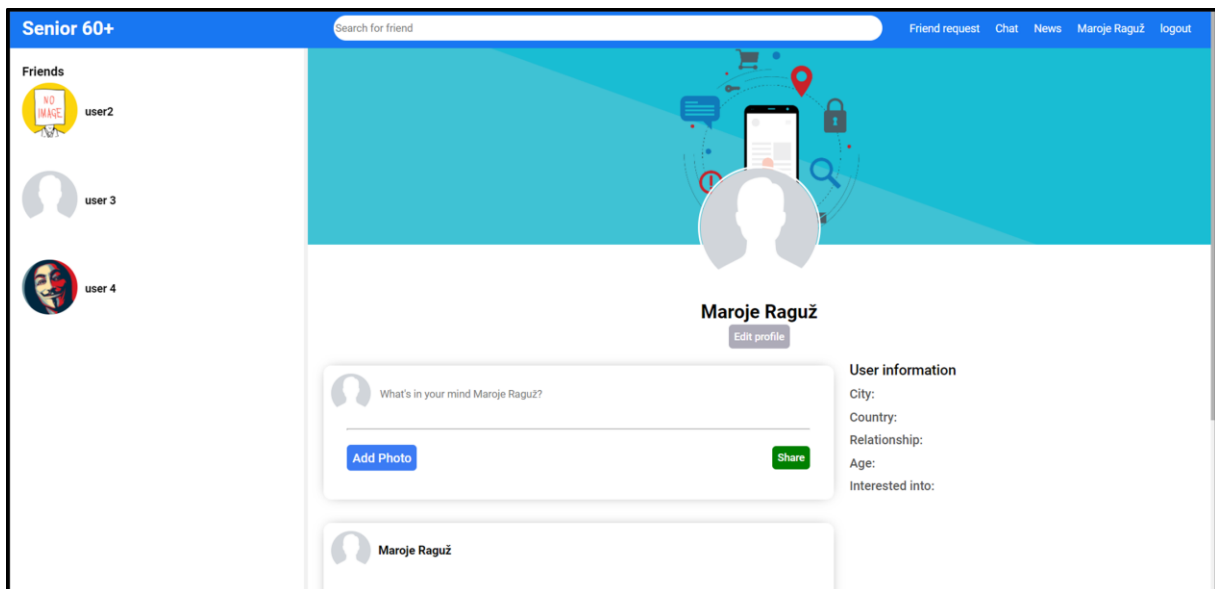 Senior 60+
Search for friend
Friend request Chat News Maroje Raguž logout
Friends
NO
IMAGE
user2
user 3
user 4
Maroje Raguž
Edit profile
What's in your mind Maroje Raguž?
Add Photo
Share
User information
City:
Country:
Relationship:
Age:
Interested into:
Maroje Raguž